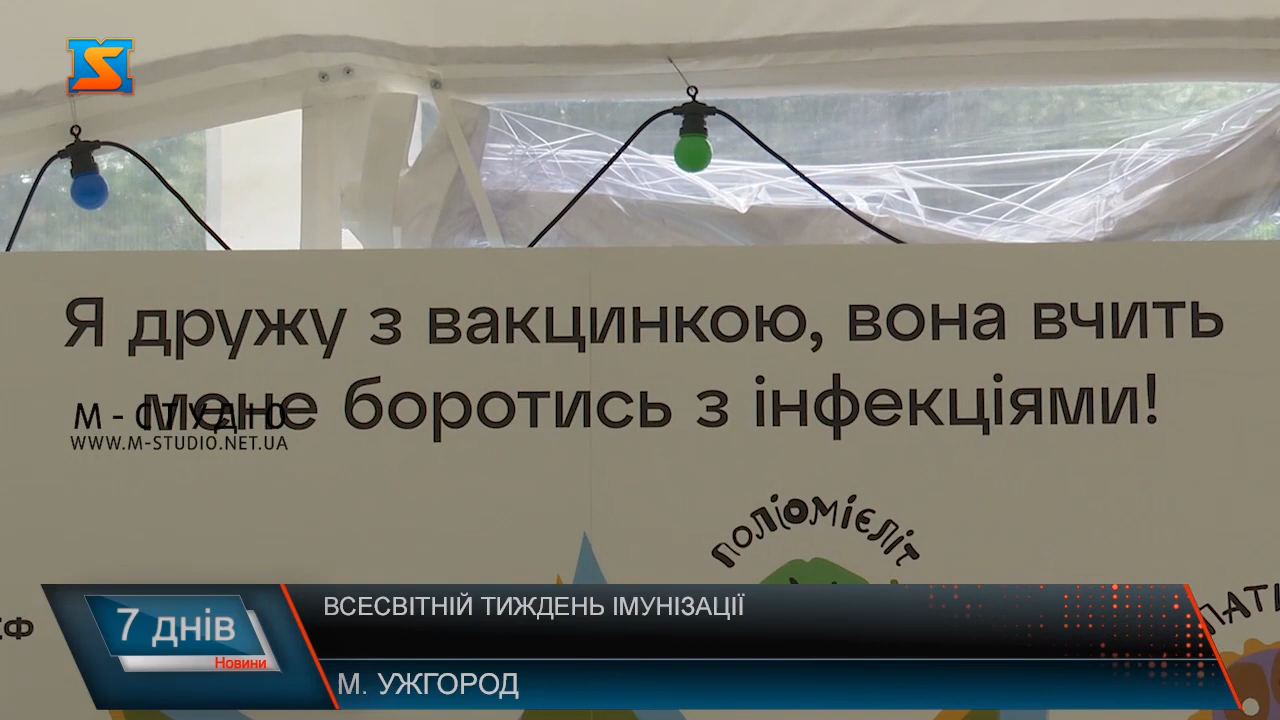 Я дружу з вакцинкою, вона вчить
мене боротись з інфекціями!
М - СТУДІО
WWW.M-STUDIO.NET.UA
поліомієліт
7 днів
Новини
ВСЕСВІТНІЙ ТИЖДЕНЬ ІМУНІЗАЦІЇ
М. УЖГОРОД